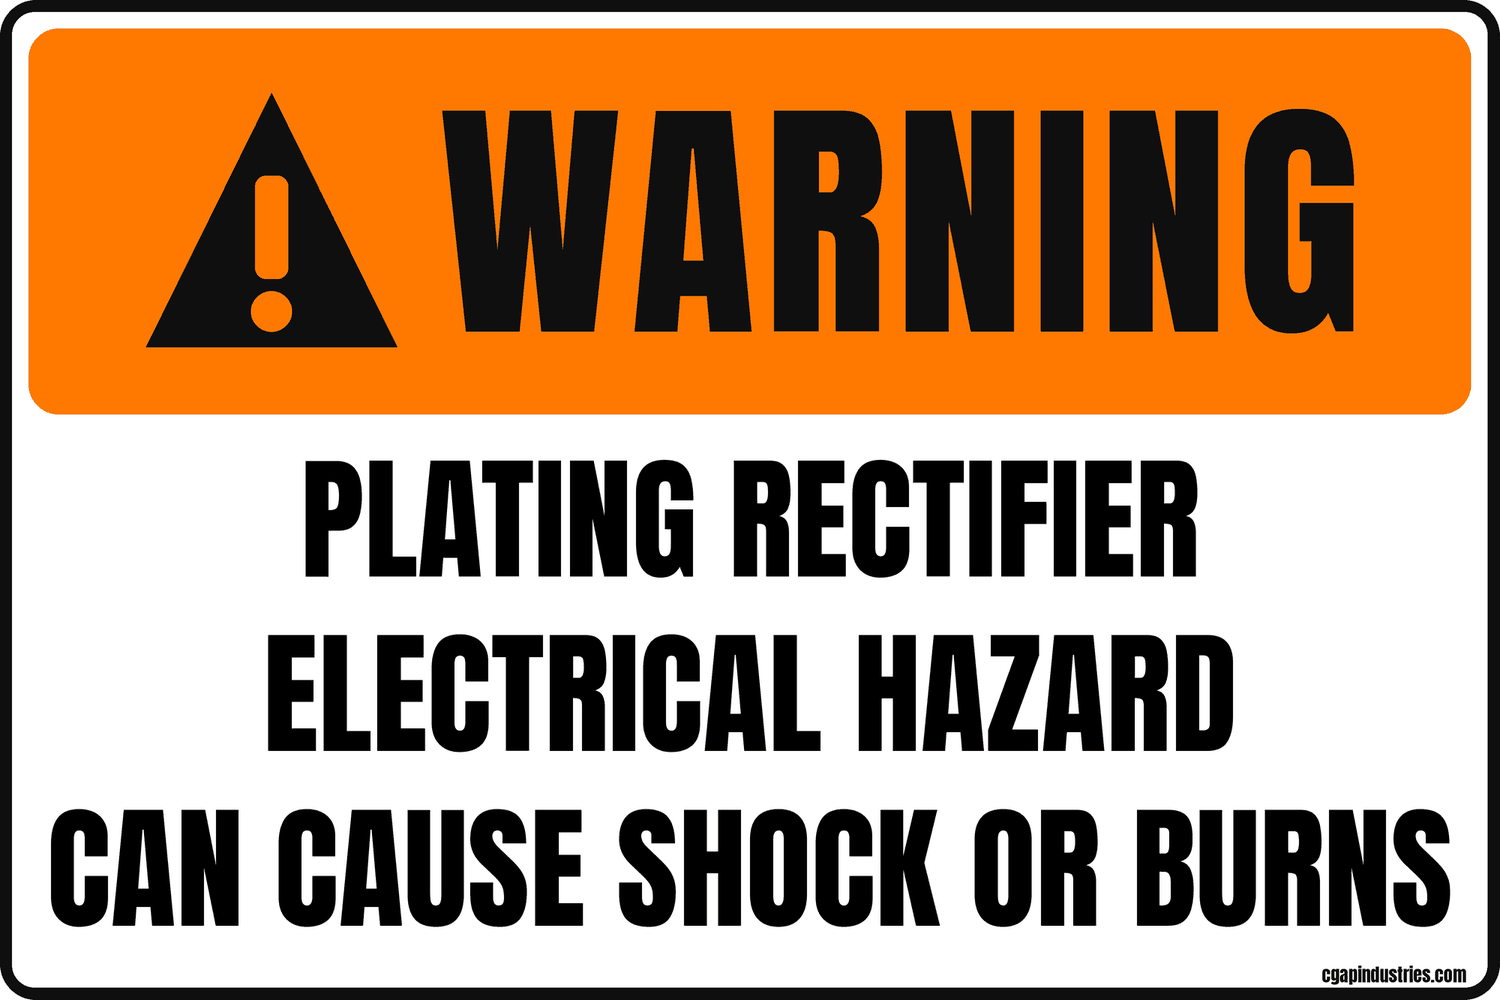 WARNING
PLATING RECTIFIER
ELECTRICAL HAZARD
CAN CAUSE SHOCK OR BURNS
cgapindustries.com